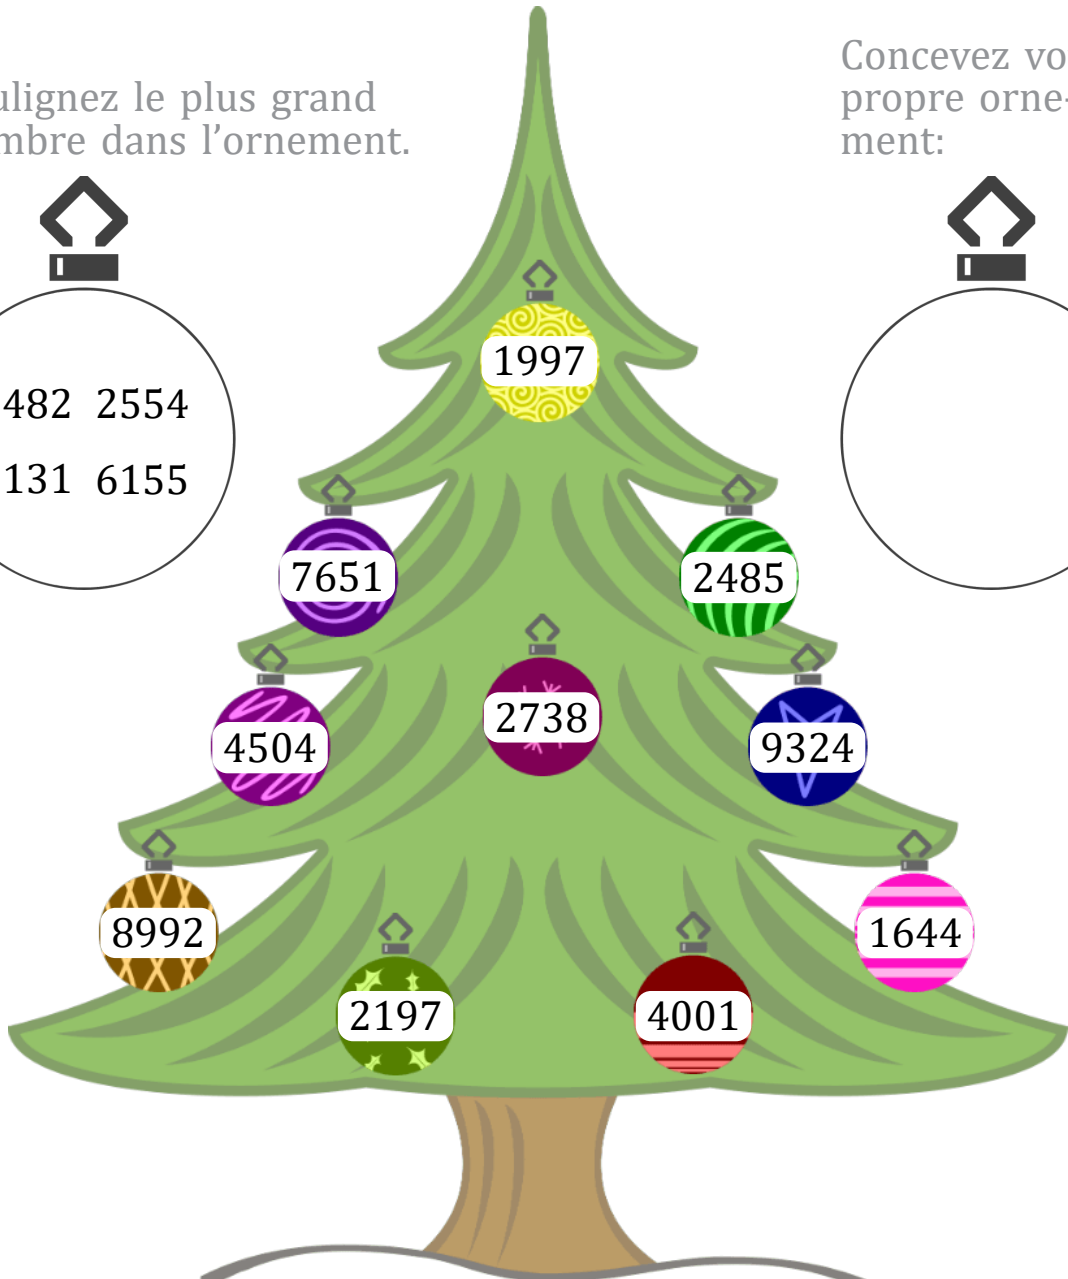 ulignez le plus grand
mbre dans l'ornement.
Concevez vo
propre orne-
ment:
482 2554
131 6155
1997
7651
2485
2738
4504
9324
8992
1644
2197
4001